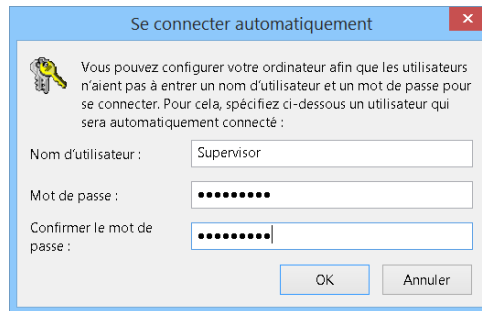 Se connecter automatiquement
Vous pouvez configurer votre ordinateur afin que les utilisateurs
n'aient pas à entrer un nom d'utilisateur et un mot de passe pour
se connecter. Pour cela, spécifiez ci-dessous un utilisateur qui
sera automatiquement connecté :
Nom d'utilisateur :
Supervisor
Mot de passe :
•••••••••
Confirmer le mot de
passe :
•••••••••
OK
Annuler